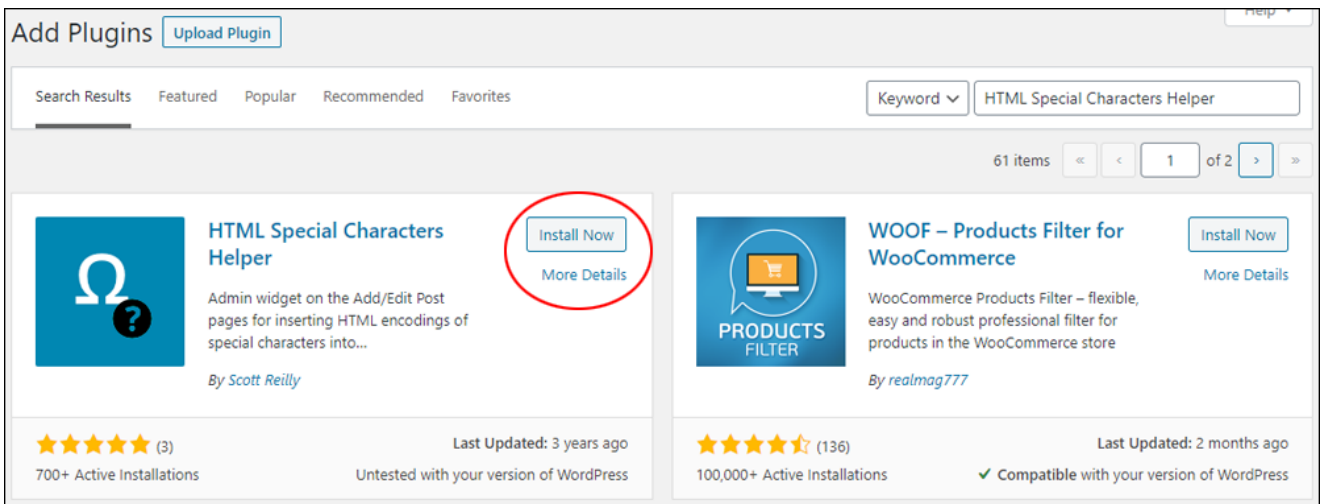 Help
Add Plugins Upload Plugin
Search Results Featured Popular Recommended Favorites Keyword HTML Special Characters Helper
61 items « ‹ 1 of 2 › »
HTML Special Characters
Helper
Install Now
More Details
Admin widget on the Add/Edit Post
pages for inserting HTML encodings of
special characters into...
By Scott Reilly
(3)
Last Updated: 3 years ago
700+ Active Installations
Untested with your version of WordPress
PRODUCTS
FILTER
WOOF – Products Filter for
WooCommerce
Install Now
More Details
WooCommerce Products Filter – flexible,
easy and robust professional filter for
products in the WooCommerce store
By realmag777
(136)
Last Updated: 2 months ago
100,000+ Active Installations
✓ Compatible with your version of WordPress
Ω
?